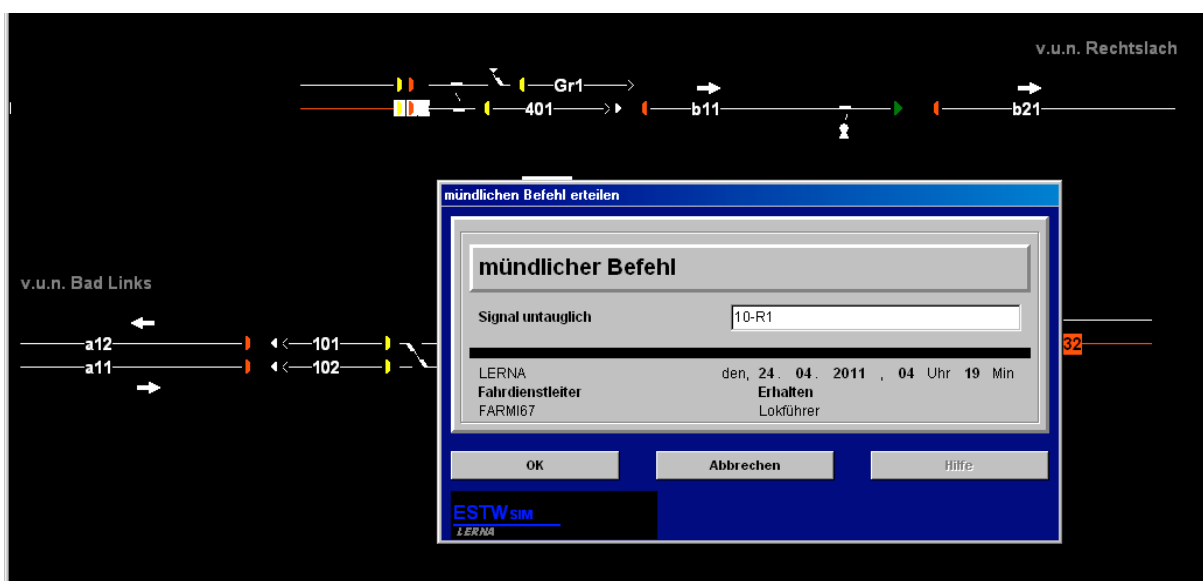 v.u.n. Rechtslach
Gr1
401
b11
b21
mündlichen Befehl erteilen
mündlicher Befehl
v.u.n. Bad Links
Signal untauglich 10-R1
a12 101 32
a11 102
LERNA den, 24. 04. 2011 , 04 Uhr 19 Min
Fahrdienstleiter Erhalten
FARMI67 Lokführer
OK Abbrechen Hilfe
ESTWSIM
LERNA